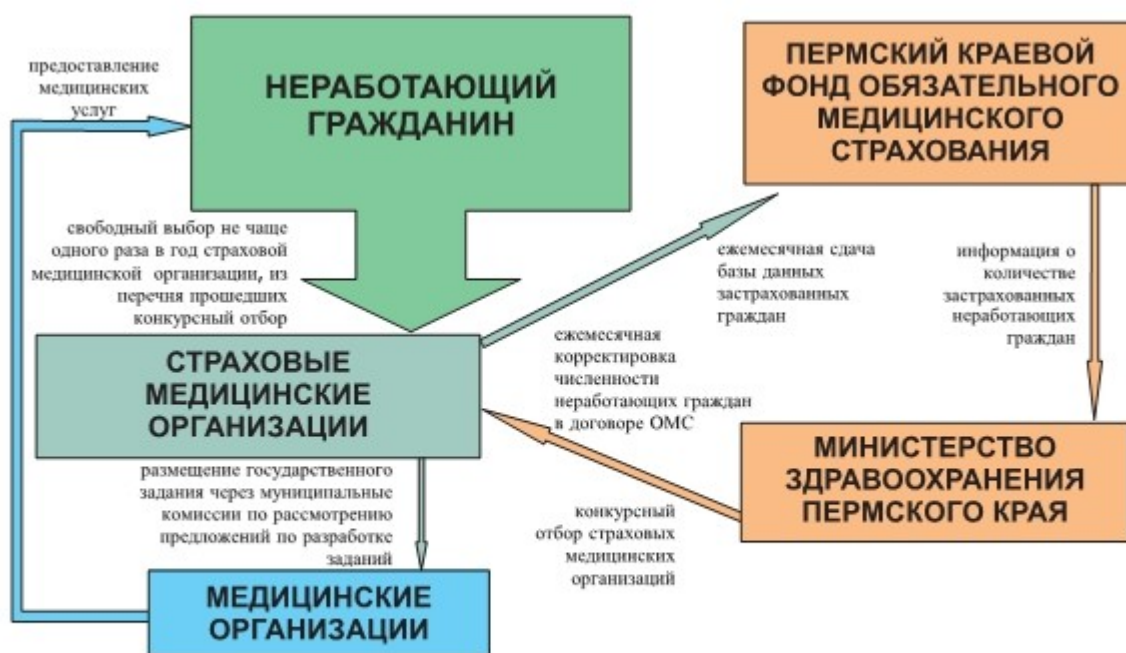 предоставление
медицинских
услуг
НЕРАБОТАЮЩИЙ
ГРАЖДАНИН
ПЕРМСКИЙ КРАЕВОЙ
ФОНД ОБЯЗАТЕЛЬНОГО
МЕДИЦИНСКОГО
СТРАХОВАНИЯ
свободный выбор не чаще
одного раза в год страховой
медицинской организации, из
перечня прошедших
конкурсный отбор
ежемесячная сдача
базы данных
застрахованных
граждан
информация о
количестве
застрахованных
неработающих
граждан
СТРАХОВЫЕ
МЕДИЦИНСКИЕ
ОРГАНИЗАЦИИ
ежемесячная
корректировка
численности
неработающих граждан
в договоре ОМС
МИНИСТЕРСТВО
ЗДРАВООХРАНЕНИЯ
ПЕРМСКОГО КРАЯ
размещение государственного
задания через муниципальные
комиссии по рассмотрению
предложений по разработке
заданий
конкурсный
отбор страховых
медицинских
организаций
МЕДИЦИНСКИЕ
ОРГАНИЗАЦИИ